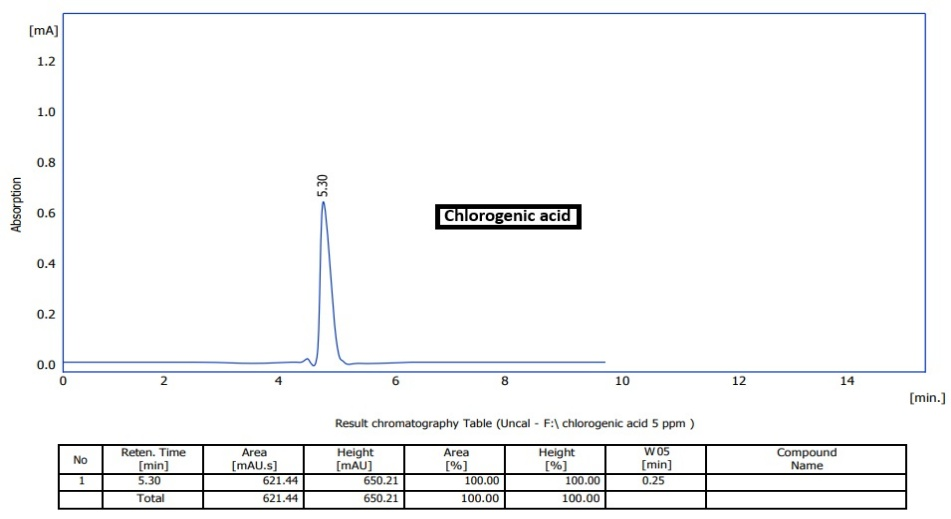 [mA]
1.2
1.0
0.8
0.6
0.4
0.2
0.0
Absorption
5.30
Chlorogenic acid
0 2 4 6 8 10 12 14
[min.]
Result chromatography Table (Uncal - F:\ chlorogenic acid 5 ppm )
No Reten. Time [min] Area [mAU.s] Height [mAU] Area [%] Height [%] W05 [min] Compound Name
1 5.30 621.44 650.21 100.00 100.00 0.25
Total 621.44 650.21 100.00 100.00